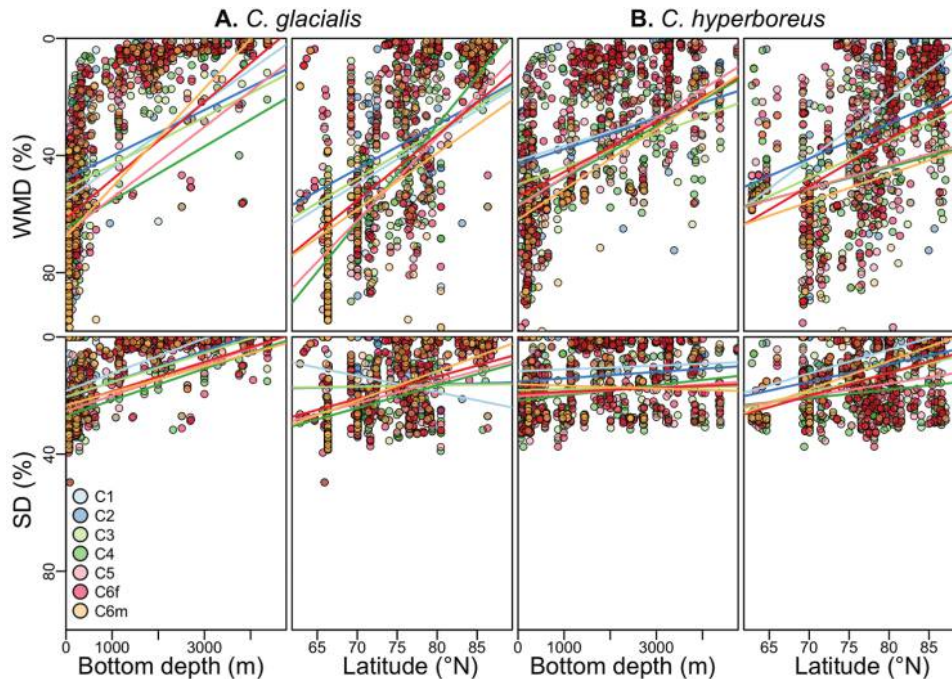 A. C. glacialis
B. C. hyperboreus
WMD (%)
0
40
80
SD (%)
0
40
80
C1
C2
C3
C4
C5
C6f
C6m
0 1000 3000
65 70 75 80 85
0 1000 3000
65 70 75 80 85
Bottom depth (m)
Latitude (°N)
Bottom depth (m)
Latitude (°N)